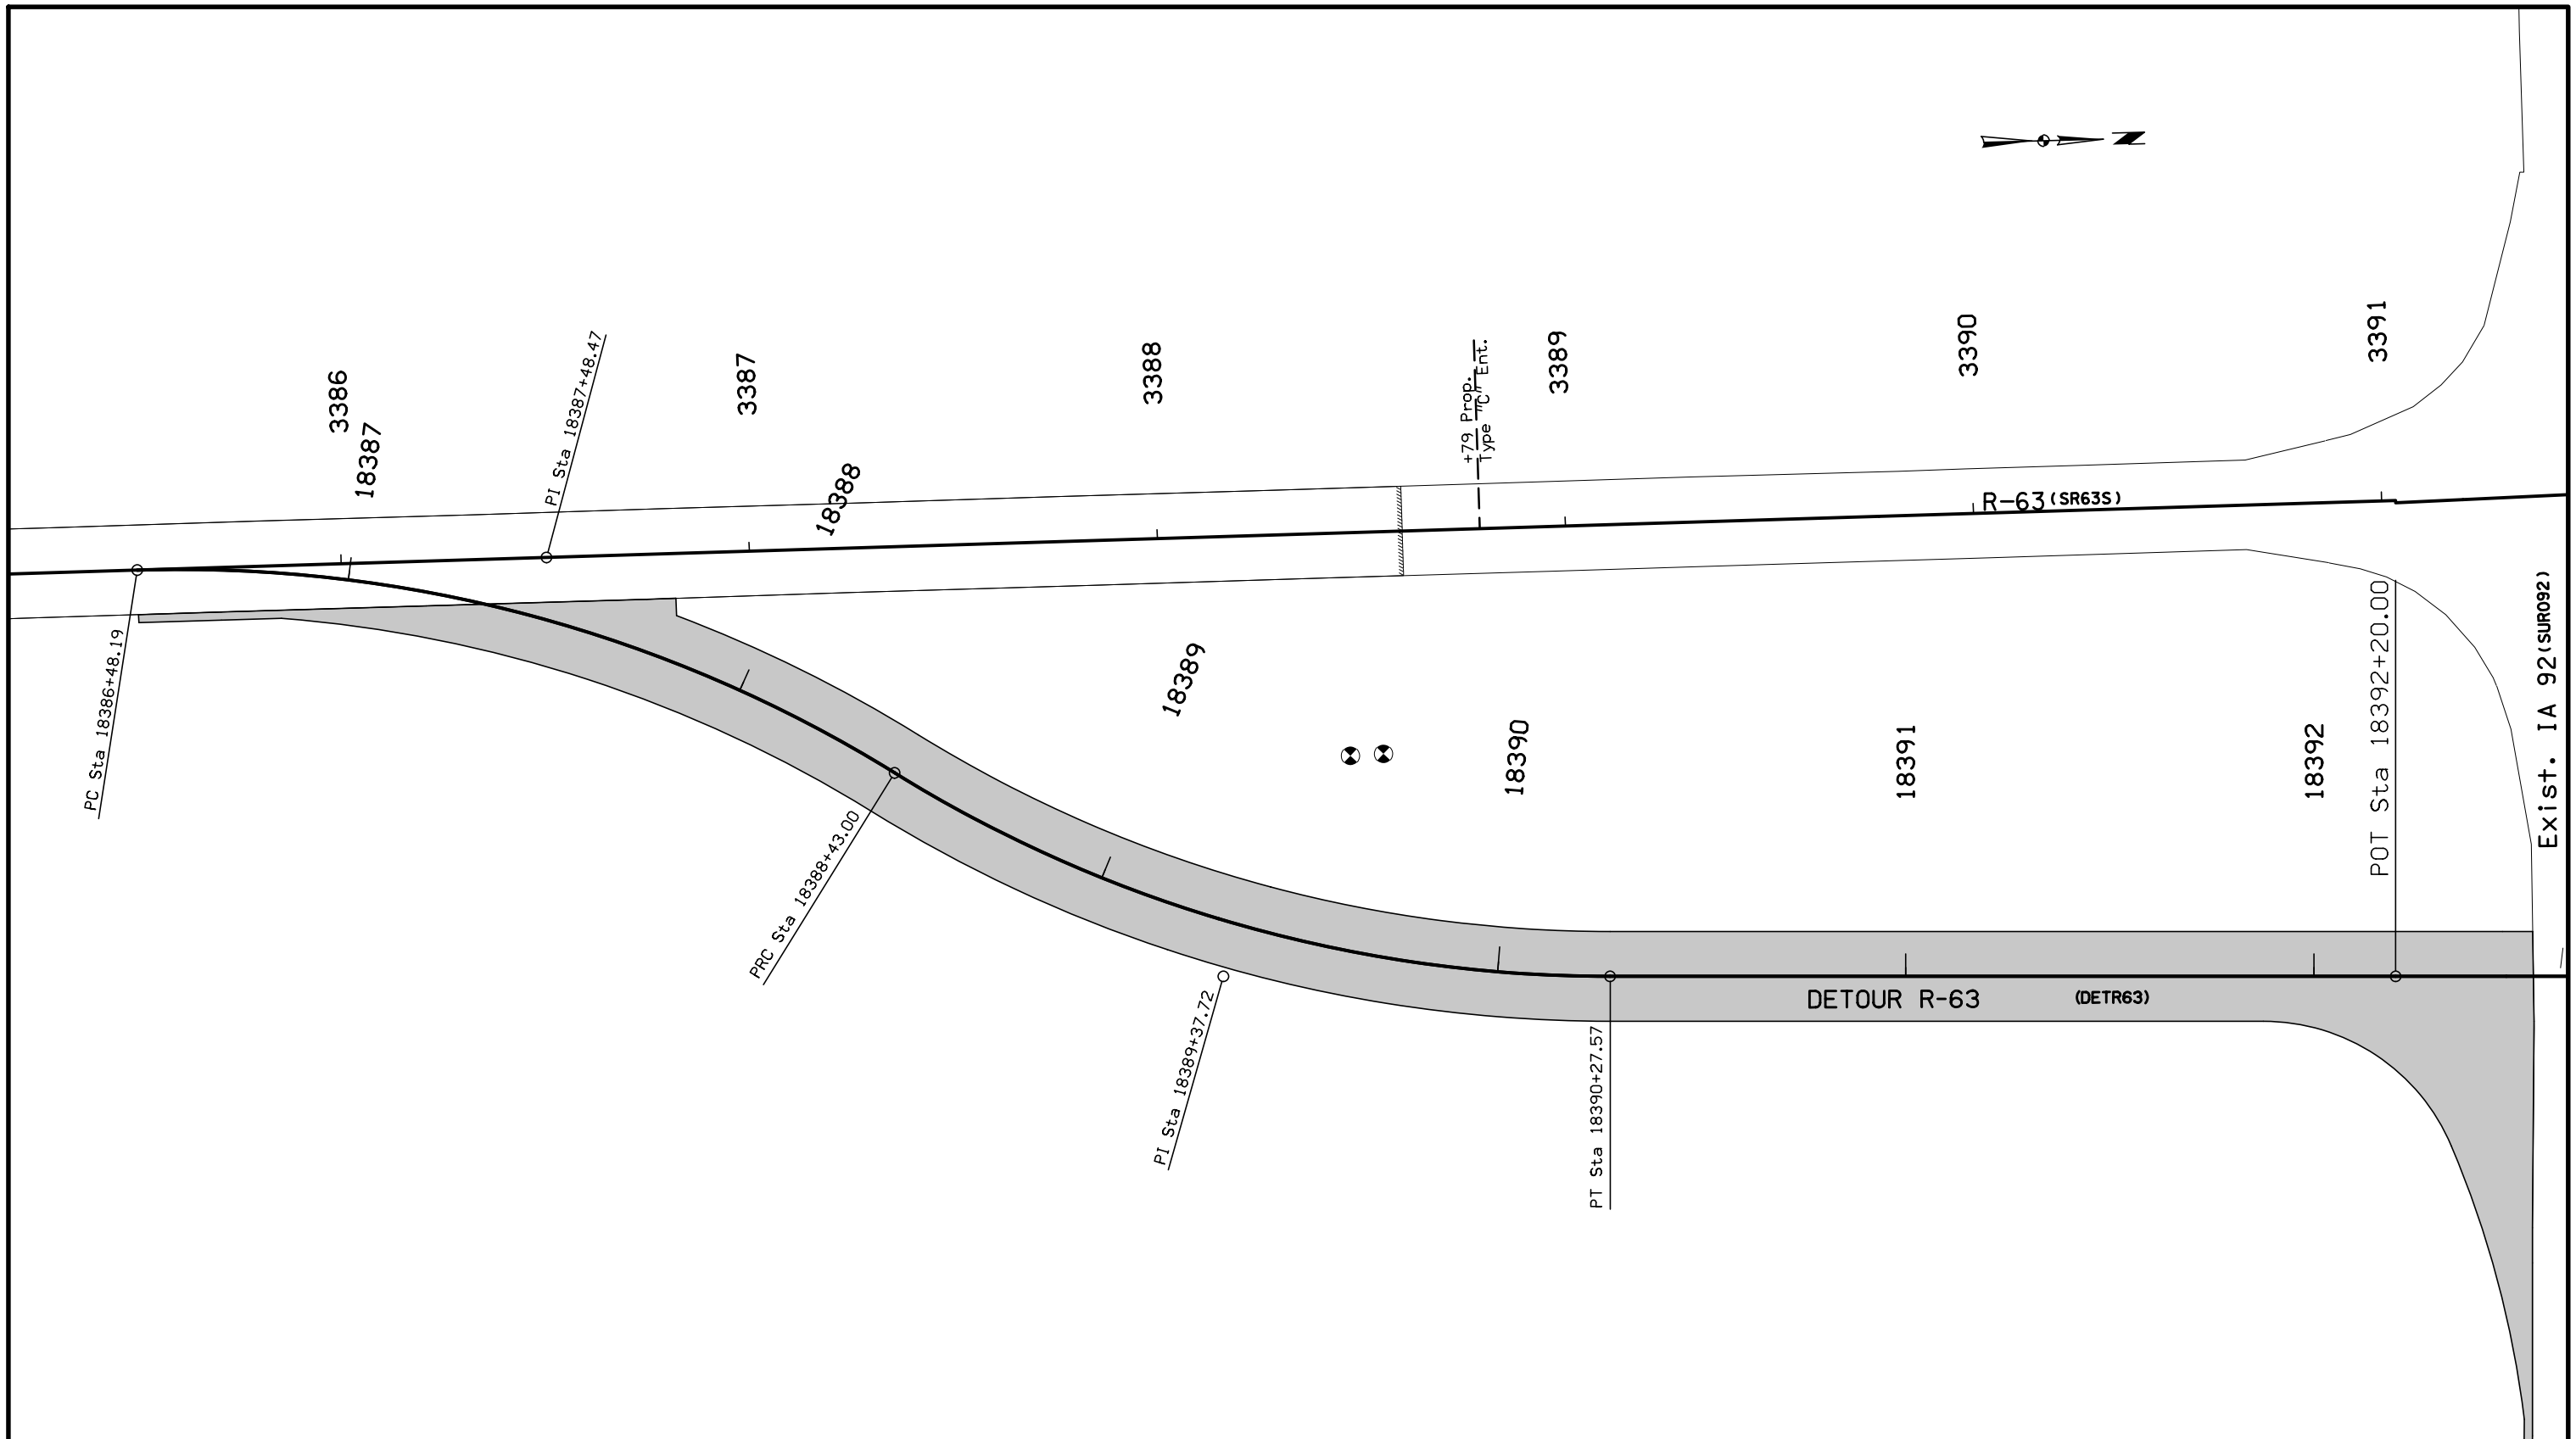 N
3386
18387
PI Sta 18387+48.47
3387
18388
3388
+79 Prop.
Type "C" Ent.
3389
3390
3391
R-63 (SR63S)
PC Sta 18386+48.19
PRC Sta 18388+43.00
18389
PI Sta 18389+37.72
18390
PT Sta 18390+27.57
18391
18392
POT Sta 18392+20.00
DETOUR R-63 (DETR63)
Exist. IA 92(SUR092)